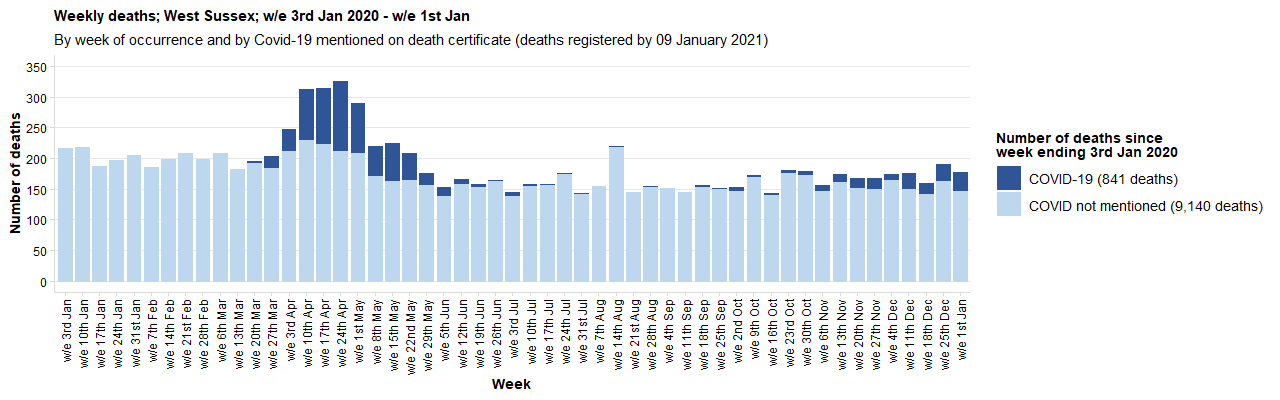 Weekly deaths; West Sussex; w/e 3rd Jan 2020 - w/e 1st Jan
By week of occurrence and by Covid-19 mentioned on death certificate (deaths registered by 09 January 2021)
Number of deaths
350
300
250
200
150
100
50
0
w/e 3rd Jan
w/e 10th Jan
w/e 17th Jan
w/e 24th Jan
w/e 31st Jan
w/e 7th Feb
w/e 14th Feb
w/e 21st Feb
w/e 28th Feb
w/e 6th Mar
w/e 13th Mar
w/e 20th Mar
w/e 27th Mar
w/e 3rd Apr
w/e 10th Apr
w/e 17th Apr
w/e 24th Apr
w/e 1st May
w/e 8th May
w/e 15th May
w/e 22nd May
w/e 29th May
w/e 5th Jun
w/e 12th Jun
w/e 19th Jun
w/e 26th Jun
w/e 3rd Jul
w/e 10th Jul
w/e 17th Jul
w/e 24th Jul
w/e 31st Jul
w/e 7th Aug
w/e 14th Aug
w/e 21st Aug
w/e 28th Aug
w/e 4th Sep
w/e 11th Sep
w/e 18th Sep
w/e 25th Sep
w/e 2nd Oct
w/e 9th Oct
w/e 16th Oct
w/e 23rd Oct
w/e 30th Oct
w/e 6th Nov
w/e 13th Nov
w/e 20th Nov
w/e 27th Nov
w/e 4th Dec
w/e 11th Dec
w/e 18th Dec
w/e 25th Dec
w/e 1st Jan
Week
Number of deaths since
week ending 3rd Jan 2020
COVID-19 (841 deaths)
COVID not mentioned (9,140 deaths)